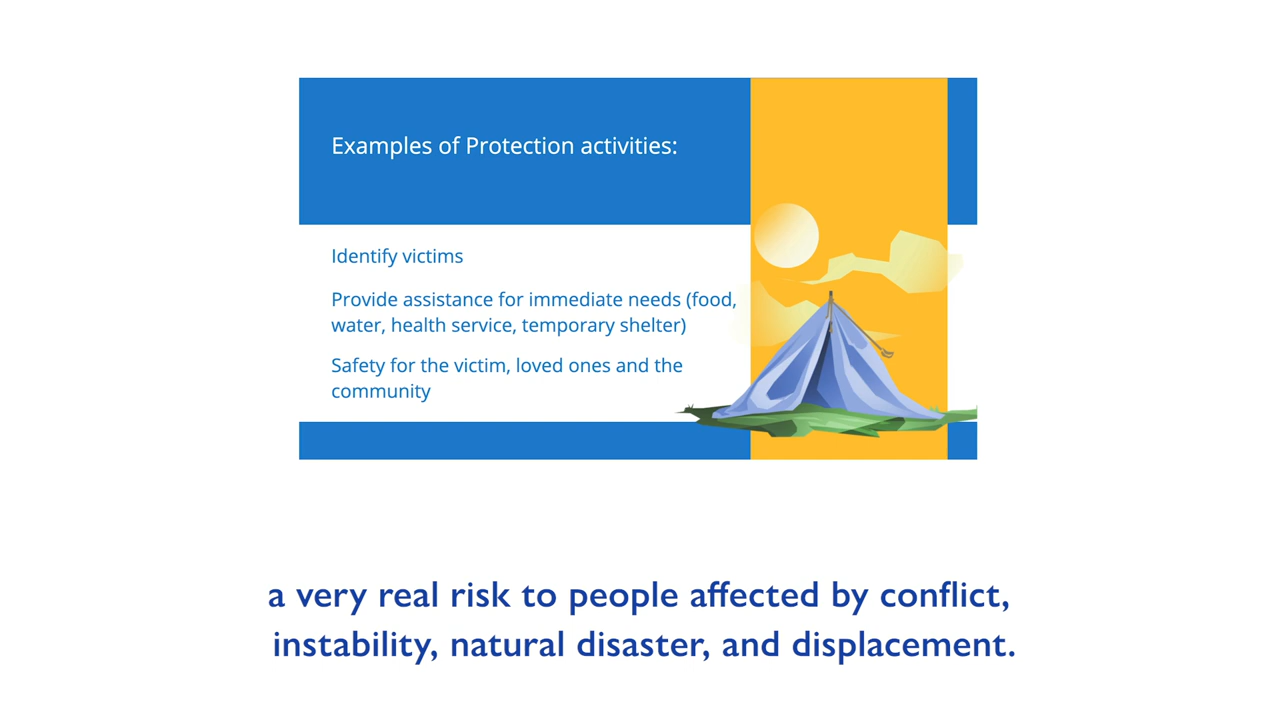 Examples of Protection activities:
Identify victims
Provide assistance for immediate needs (food,
water, health service, temporary shelter)
Safety for the victim, loved ones and the
community
a very real risk to people affected by conflict,
instability, natural disaster, and displacement.